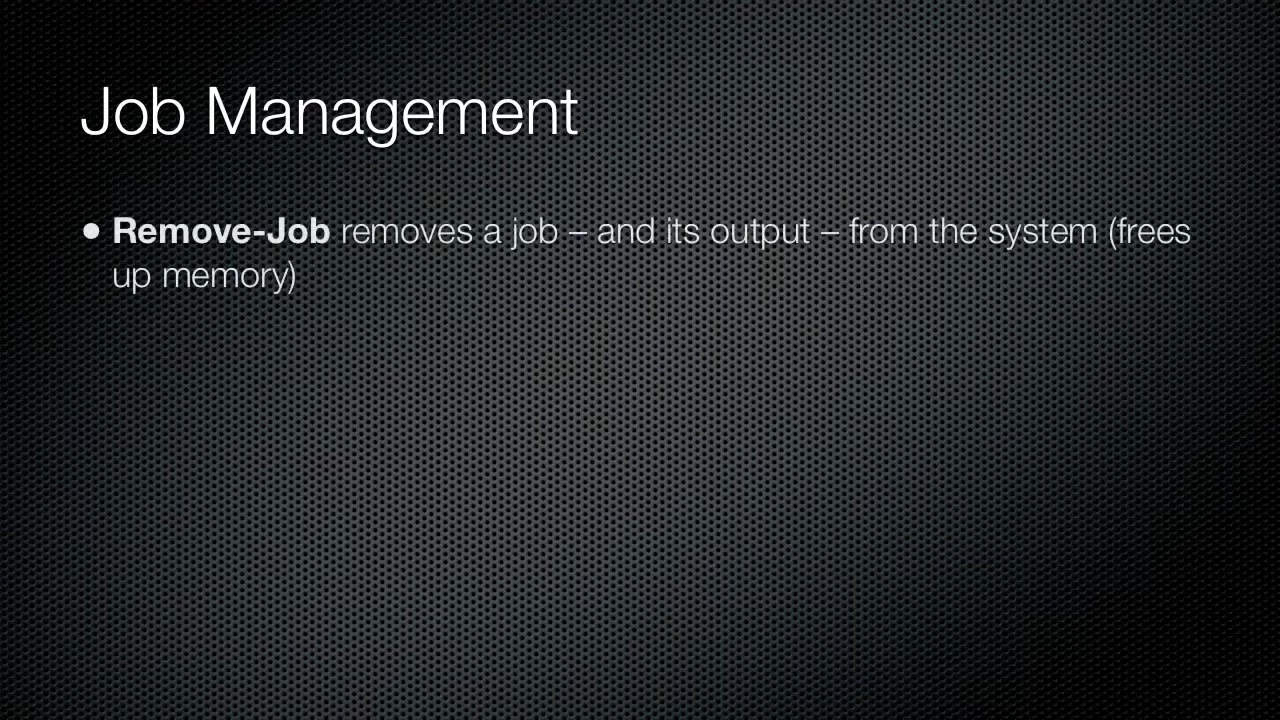 Job Management
• Remove-Job removes a job – and its output – from the system (frees
up memory)